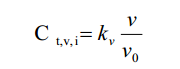 C t,v,i= k_v v/v_0